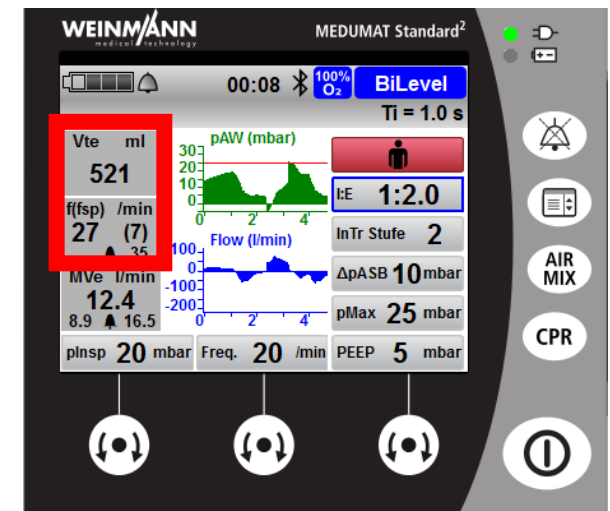 WEINMANN
medical technology
MEDUMAT Standard²
00:08 100% O₂ BiLevel
Ti = 1.0 s
Vte ml
521
f(fsp) /min
27 (7)
35
MVe l/min
12.4
8.9 16.5
pAW (mbar)
30
20
10
0
0 2 4
Flow (l/min)
100
0
-100
-200
0 2 4
I:E 1:2.0
InTr Stufe 2
ΔpASB 10 mbar
pMax 25 mbar
pInsp 20 mbar Freq. 20 /min PEEP 5 mbar
AIR
MIX
CPR